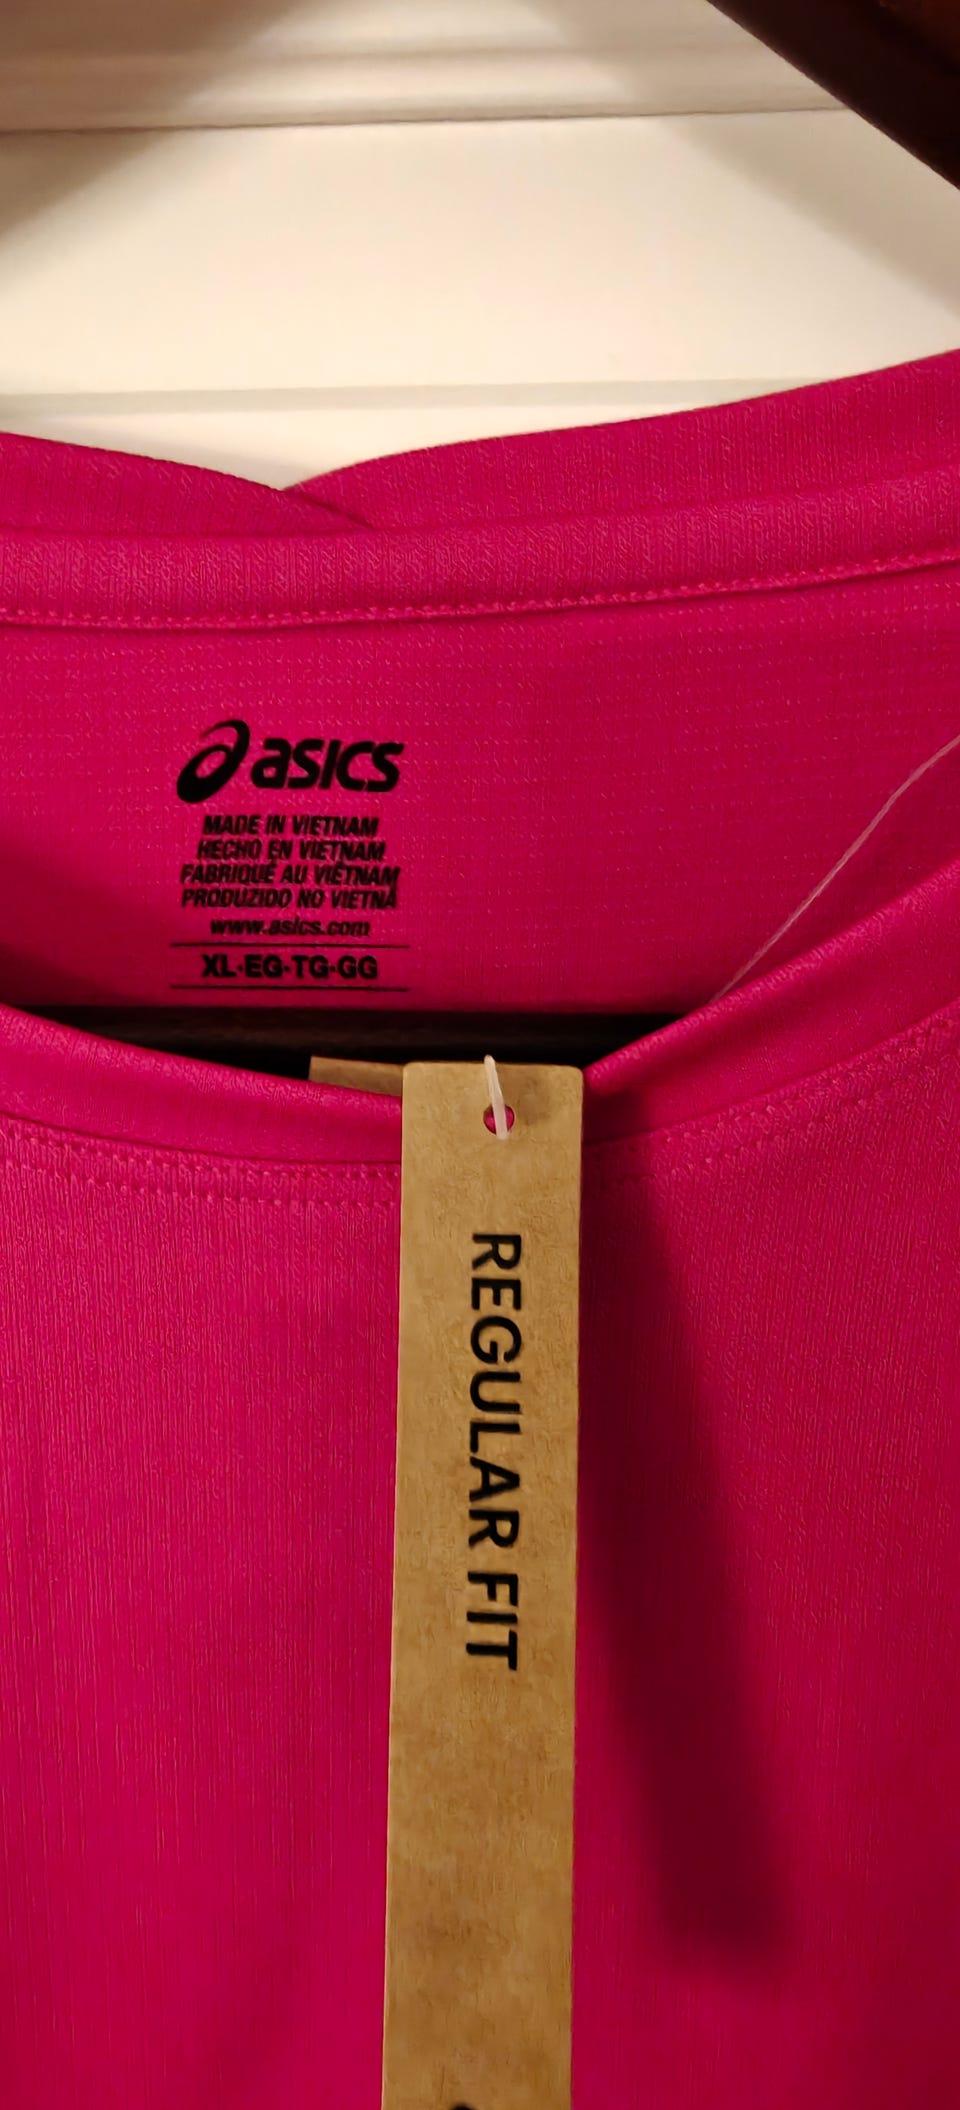 asics
MADE IN VIETNAM
HECHO EN VIETNAM
FABRIQUÉ AU VIÊTNAM
PRODUZIDO NO VIETNÃ
www.asics.com
XL·EG·TG·GG
REGULAR FIT